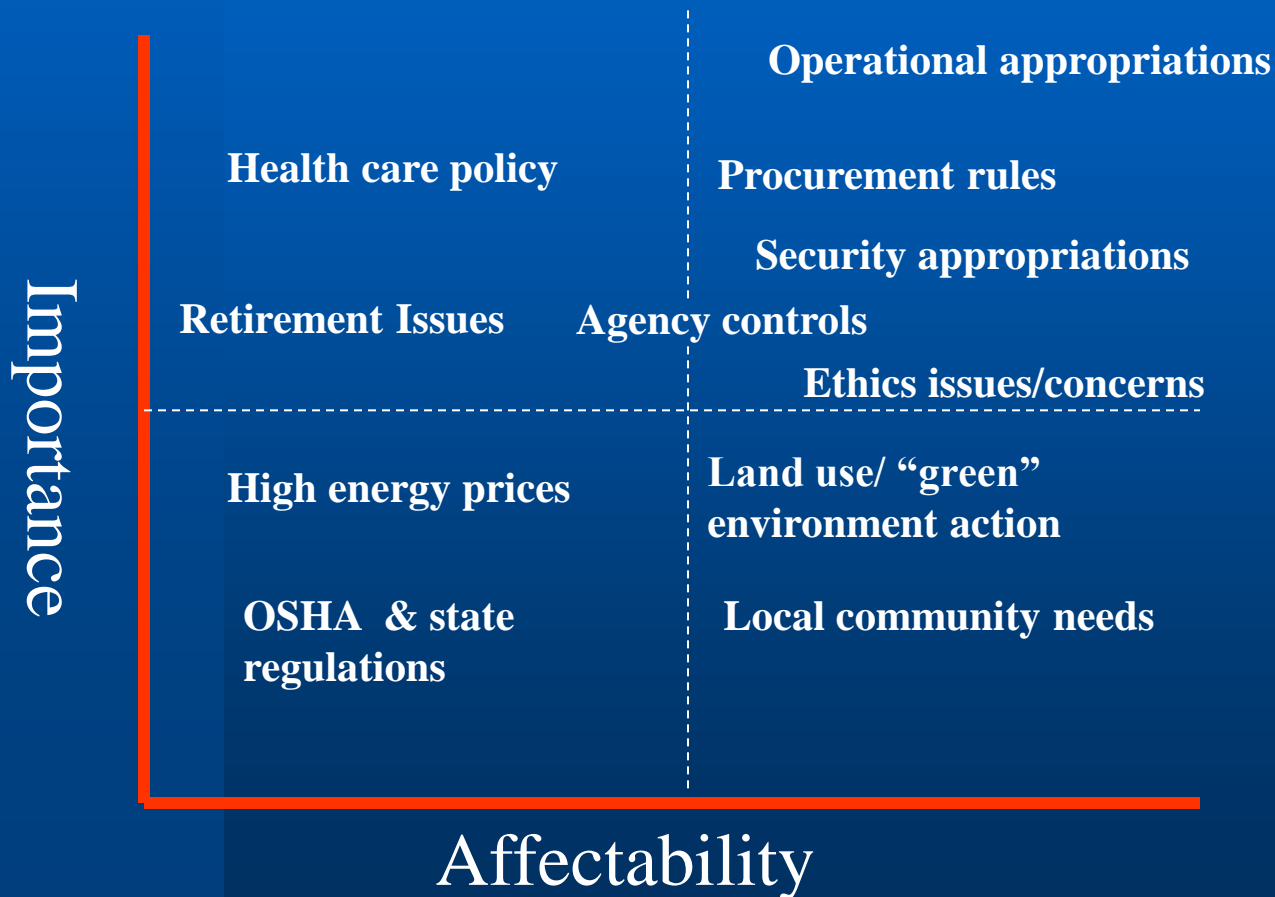 Operational appropriations
Health care policy
Procurement rules
Security appropriations
Retirement Issues
Agency controls
Ethics issues/concerns
Importance
High energy prices
Land use/ “green”
environment action
OSHA & state
regulations
Local community needs
Affectability